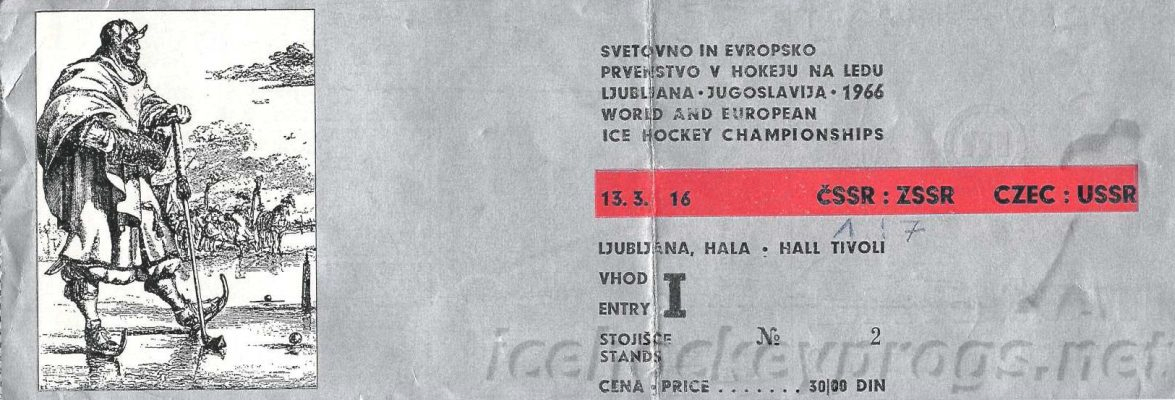 SVETOVNO IN EVROPSKO
PRVENSTVO V HOKEJU NA LEDU
LJUBLJANA · JUGOSLAVIJA · 1966
WORLD AND EUROPEAN
ICE HOCKEY CHAMPIONSHIPS
13. 3. 16 ČSSR : ZSSR CZEC : USSR
1 : 7
LJUBLJANA, HALA · HALL TIVOLI
VHOD
ENTRY I
STOJIŠČE № 2
STANDS
CENA · PRICE . . . . . . . 30|00 DIN
icehockeyprogs.net